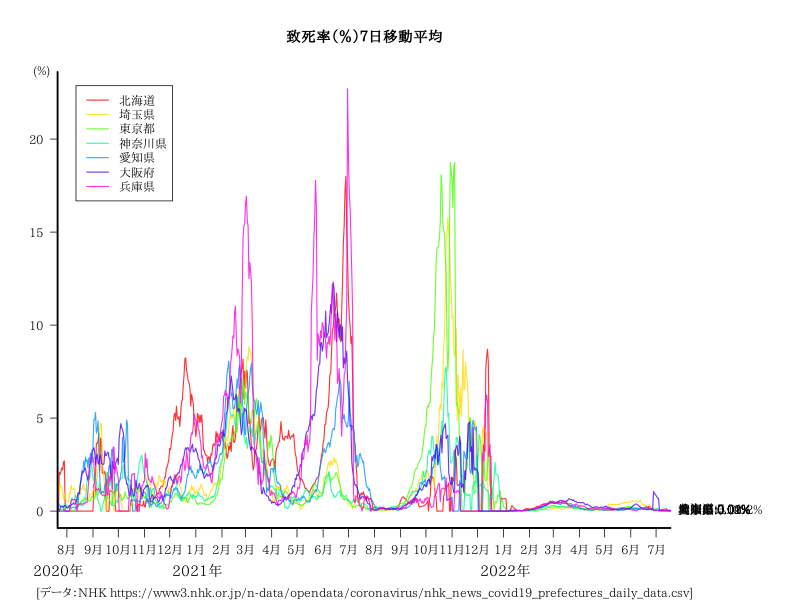 致死率(%)7日移動平均
(%)
20
15
10
5
0
北海道
埼玉県
東京都
神奈川県
愛知県
大阪府
兵庫県
8月 9月 10月 11月 12月 1月 2月 3月 4月 5月 6月 7月 8月 9月 10月 11月 12月 1月 2月 3月 4月 5月 6月 7月
2020年 2021年 2022年
[データ:NHK https://www3.nhk.or.jp/n-data/opendata/coronavirus/nhk_news_covid19_prefectures_daily_data.csv]